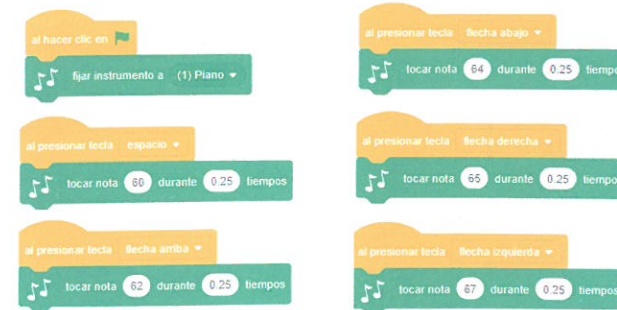 al hacer clic en
fijar instrumento a (1) Piano
al presionar tecla espacio
tocar nota 60 durante 0.25 tiempos
al presionar tecla flecha arriba
tocar nota 62 durante 0.25 tiempos
al presionar tecla flecha abajo
tocar nota 64 durante 0.25 tiempos
al presionar tecla flecha derecha
tocar nota 65 durante 0.25 tiempos
al presionar tecla flecha izquierda
tocar nota 67 durante 0.25 tiempos